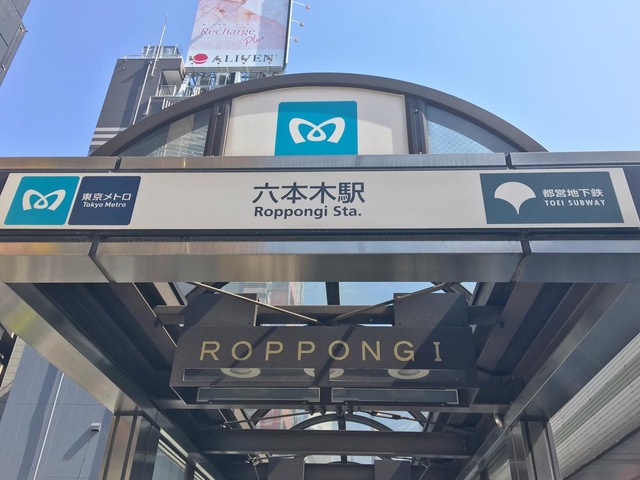 Recharge
Plus
ALIVEN
東京メトロ
Tokyo Metro
六本木駅
Roppongi Sta.
都営地下鉄
TOEI SUBWAY
ROPPONGI